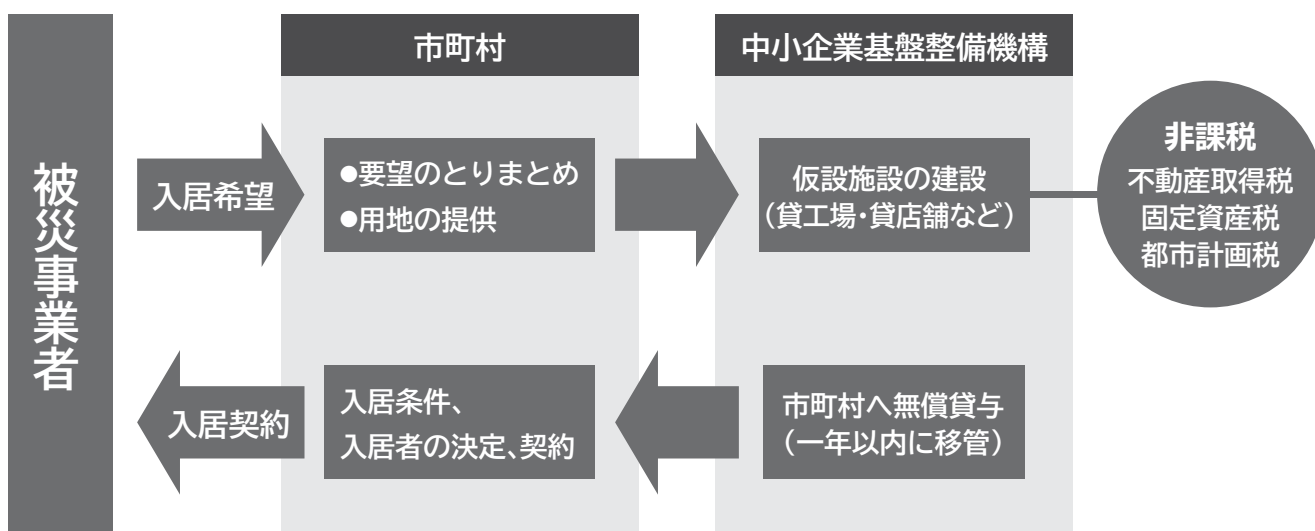 被災事業者
市町村
中小企業基盤整備機構
入居希望
●要望のとりまとめ
●用地の提供
仮設施設の建設
(貸工場・貸店舗など)
非課税
不動産取得税
固定資産税
都市計画税
入居契約
入居条件、
入居者の決定、契約
市町村へ無償貸与
(一年以内に移管)